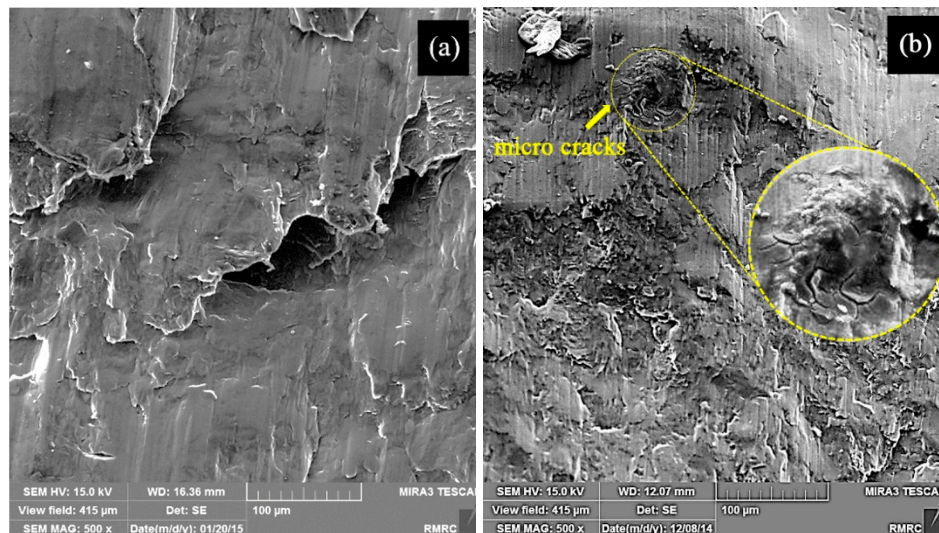 (a)
SEM HV: 15.0 kV WD: 16.36 mm MIRA3 TESCA
View field: 415 µm Det: SE 100 µm
SEM MAG: 500 x Date(m/d/y): 01/20/15 RMRC
(b)
micro cracks
SEM HV: 15.0 kV WD: 12.07 mm MIRA3 TESCA
View field: 415 µm Det: SE 100 µm
SEM MAG: 500 x Date(m/d/y): 12/08/14 RMRC